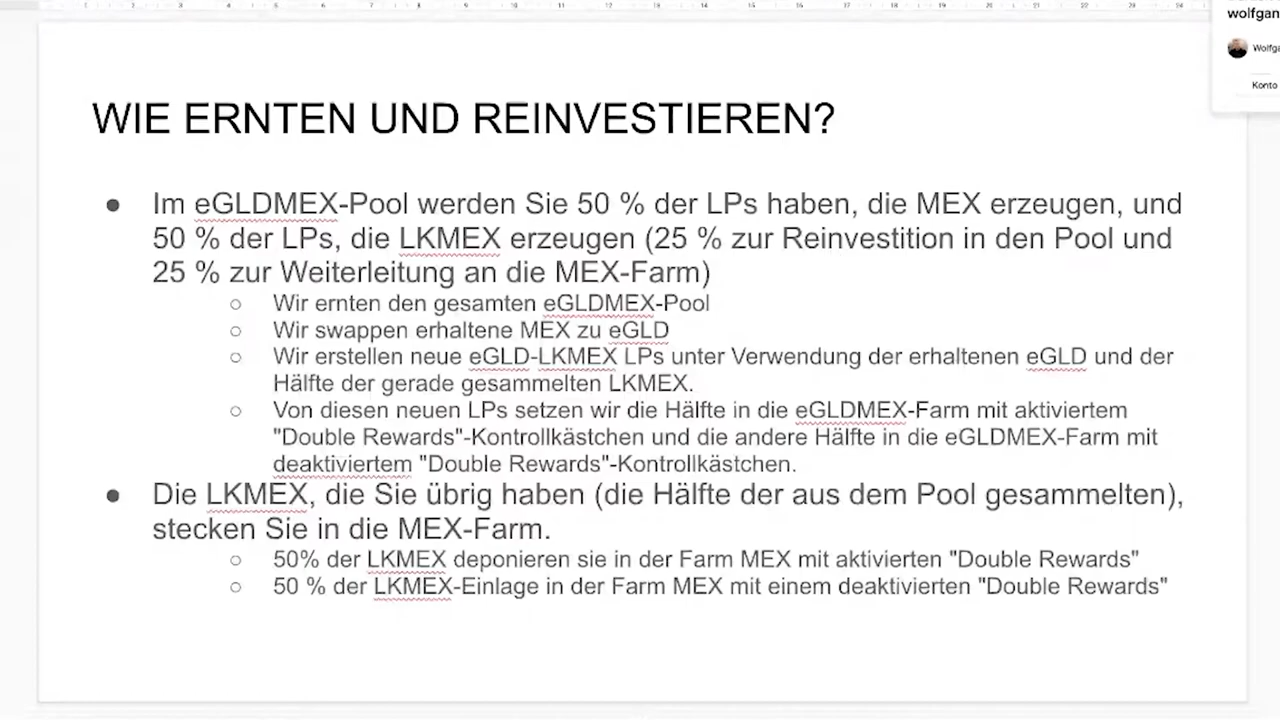 wolfgan
Wolfga
Konto
WIE ERNTEN UND REINVESTIEREN?
● Im eGLDMEX-Pool werden Sie 50 % der LPs haben, die MEX erzeugen, und
50 % der LPs, die LKMEX erzeugen (25 % zur Reinvestition in den Pool und
25 % zur Weiterleitung an die MEX-Farm)
○ Wir ernten den gesamten eGLDMEX-Pool
○ Wir swappen erhaltene MEX zu eGLD
○ Wir erstellen neue eGLD-LKMEX LPs unter Verwendung der erhaltenen eGLD und der
Hälfte der gerade gesammelten LKMEX.
○ Von diesen neuen LPs setzen wir die Hälfte in die eGLDMEX-Farm mit aktiviertem
"Double Rewards"-Kontrollkästchen und die andere Hälfte in die eGLDMEX-Farm mit
deaktiviertem "Double Rewards"-Kontrollkästchen.
● Die LKMEX, die Sie übrig haben (die Hälfte der aus dem Pool gesammelten),
stecken Sie in die MEX-Farm.
○ 50% der LKMEX deponieren sie in der Farm MEX mit aktivierten "Double Rewards"
○ 50 % der LKMEX-Einlage in der Farm MEX mit einem deaktivierten "Double Rewards"